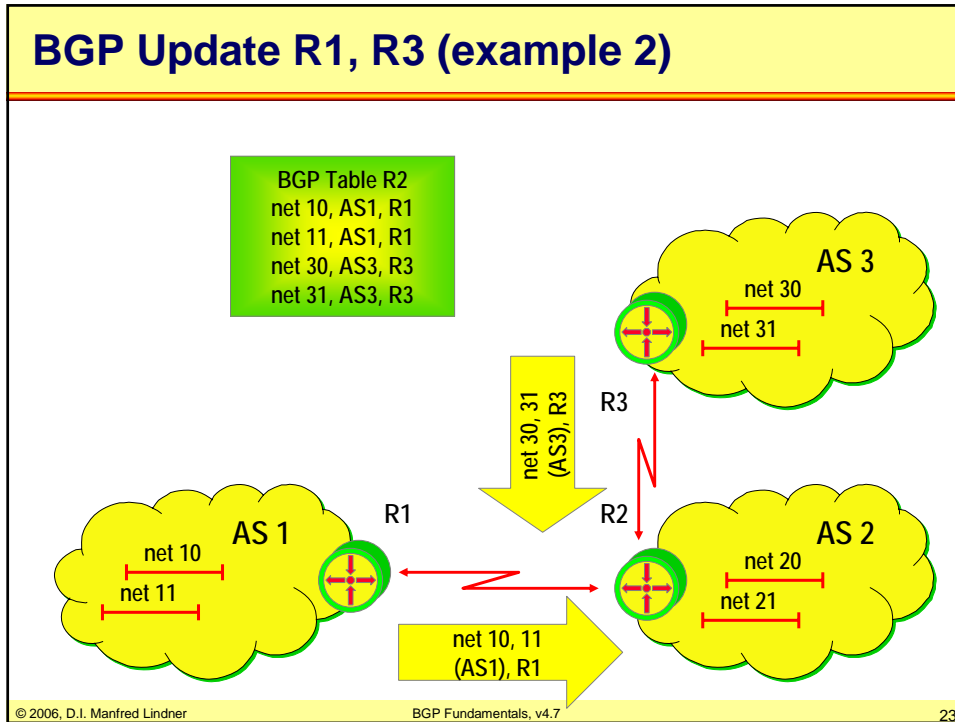 BGP Update R1, R3 (example 2)
BGP Table R2
net 10, AS1, R1
net 11, AS1, R1
net 30, AS3, R3
net 31, AS3, R3
AS 3
net 30
net 31
net 30, 31
(AS3), R3
R3
R1
R2
AS 1
net 10
net 11
AS 2
net 20
net 21
net 10, 11
(AS1), R1
© 2006, D.I. Manfred Lindner
BGP Fundamentals, v4.7
23